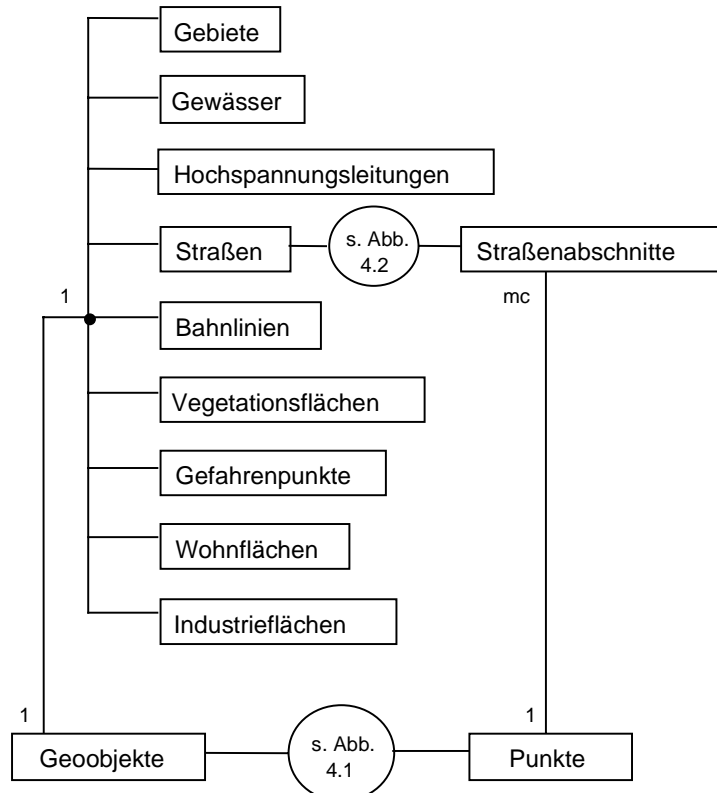 Gebiete
Gewässer
Hochspannungsleitungen
Straßen
s. Abb.
4.2
Straßenabschnitte
1
mc
Bahnlinien
Vegetationsflächen
Gefahrenpunkte
Wohnflächen
Industrieflächen
1
1
Geoobjekte
s. Abb.
4.1
Punkte